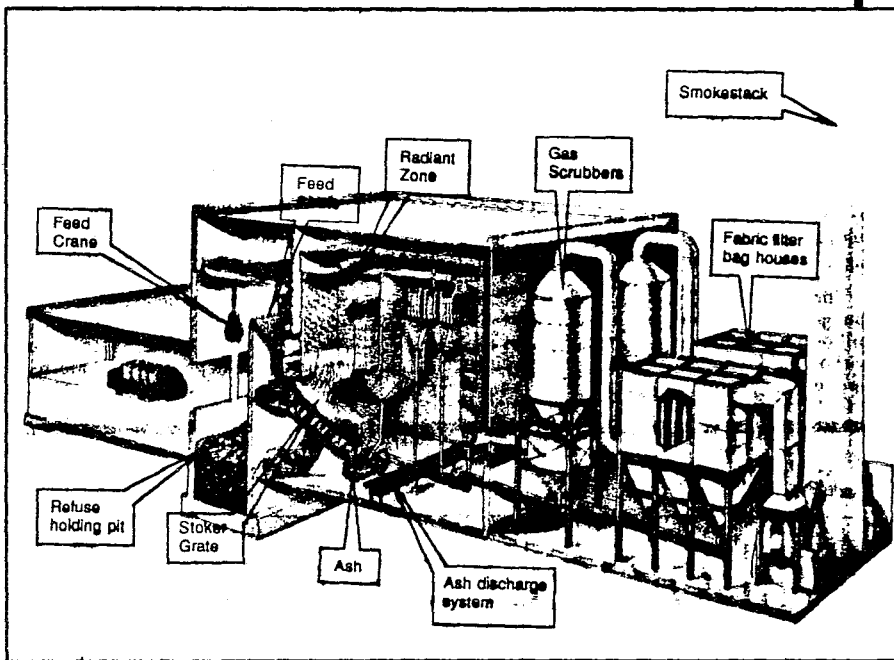 Smokestack
Gas
Scrubbers
Radiant
Zone
Feed
Feed
Crane
Fabric filter
bag houses
Refuse
holding pit
Stoker
Grate
Ash
Ash discharge
system